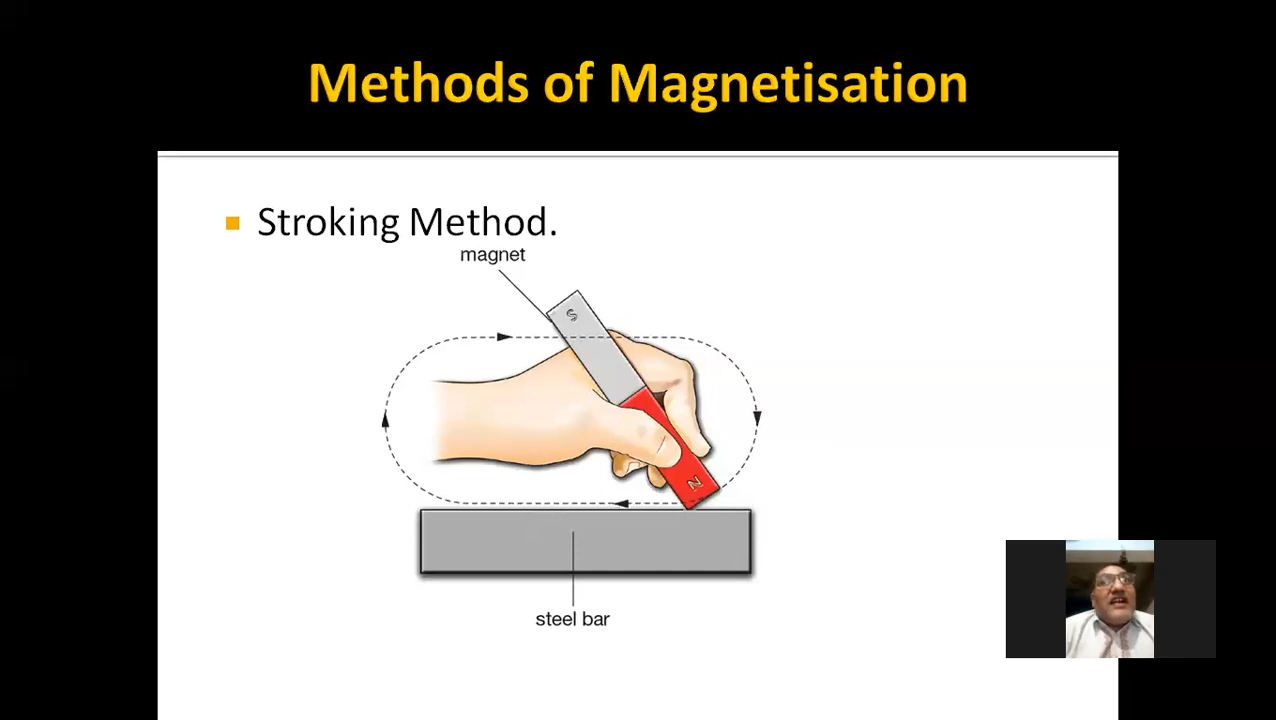 Methods of Magnetisation
Stroking Method.
magnet
S
N
steel bar